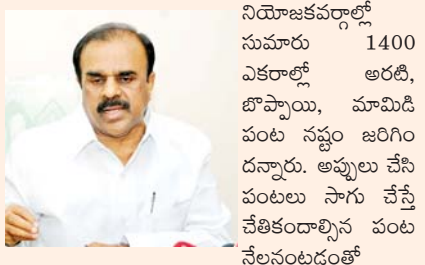 నియోజకవర్గాల్లో
సుమారు 1400
ఎకరాల్లో అరటి,
బొప్పాయి, మామిడి
పంట నష్టం జరిగిం
దన్నారు. అప్పులు చేసి
పంటలు సాగు చేస్తే
చేతికందాల్సిన పంట
నేలనంటడంతో